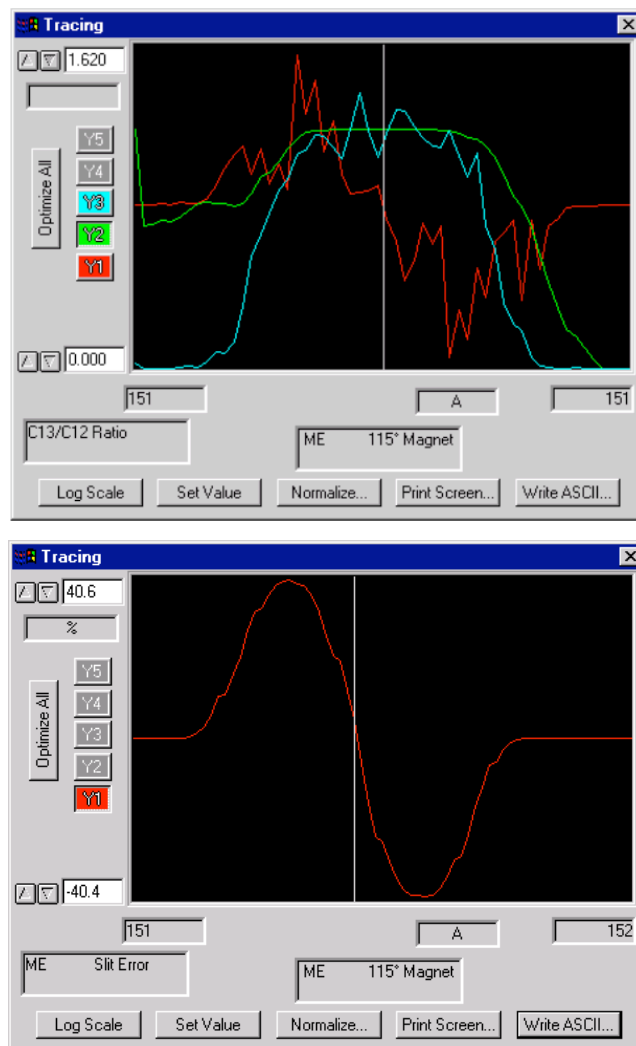 Tracing
1.620
Optimize All
Y5
Y4
Y3
Y2
Y1
0.000
151 A 151
C13/C12 Ratio
ME 115° Magnet
Log Scale Set Value Normalize... Print Screen... Write ASCII...
Tracing
40.6
%
Optimize All
Y5
Y4
Y3
Y2
Y1
-40.4
151 A 152
ME Slit Error
ME 115° Magnet
Log Scale Set Value Normalize... Print Screen... Write ASCII...